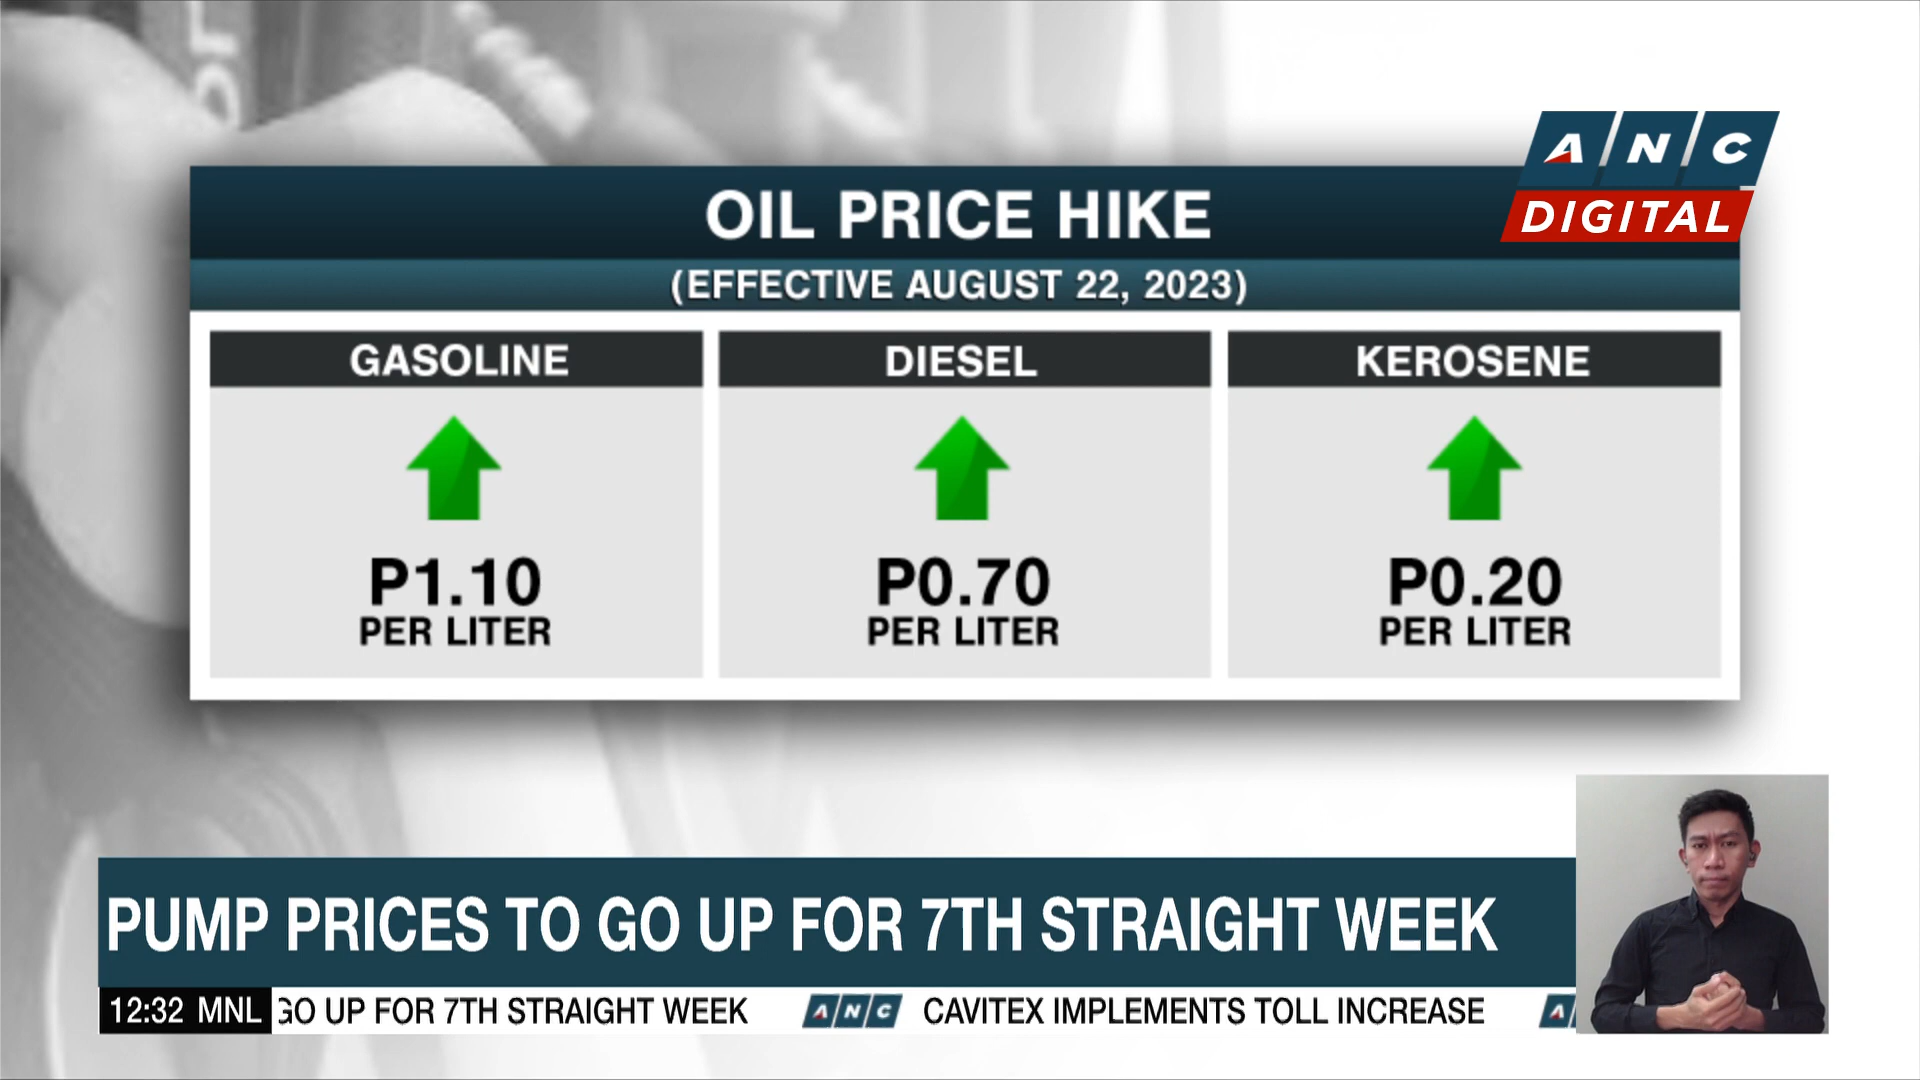 ANC
DIGITAL
OIL PRICE HIKE
(EFFECTIVE AUGUST 22, 2023)
GASOLINE
P1.10
PER LITER
DIESEL
P0.70
PER LITER
KEROSENE
P0.20
PER LITER
PUMP PRICES TO GO UP FOR 7TH STRAIGHT WEEK
12:32 MNL GO UP FOR 7TH STRAIGHT WEEK ANC CAVITEX IMPLEMENTS TOLL INCREASE A